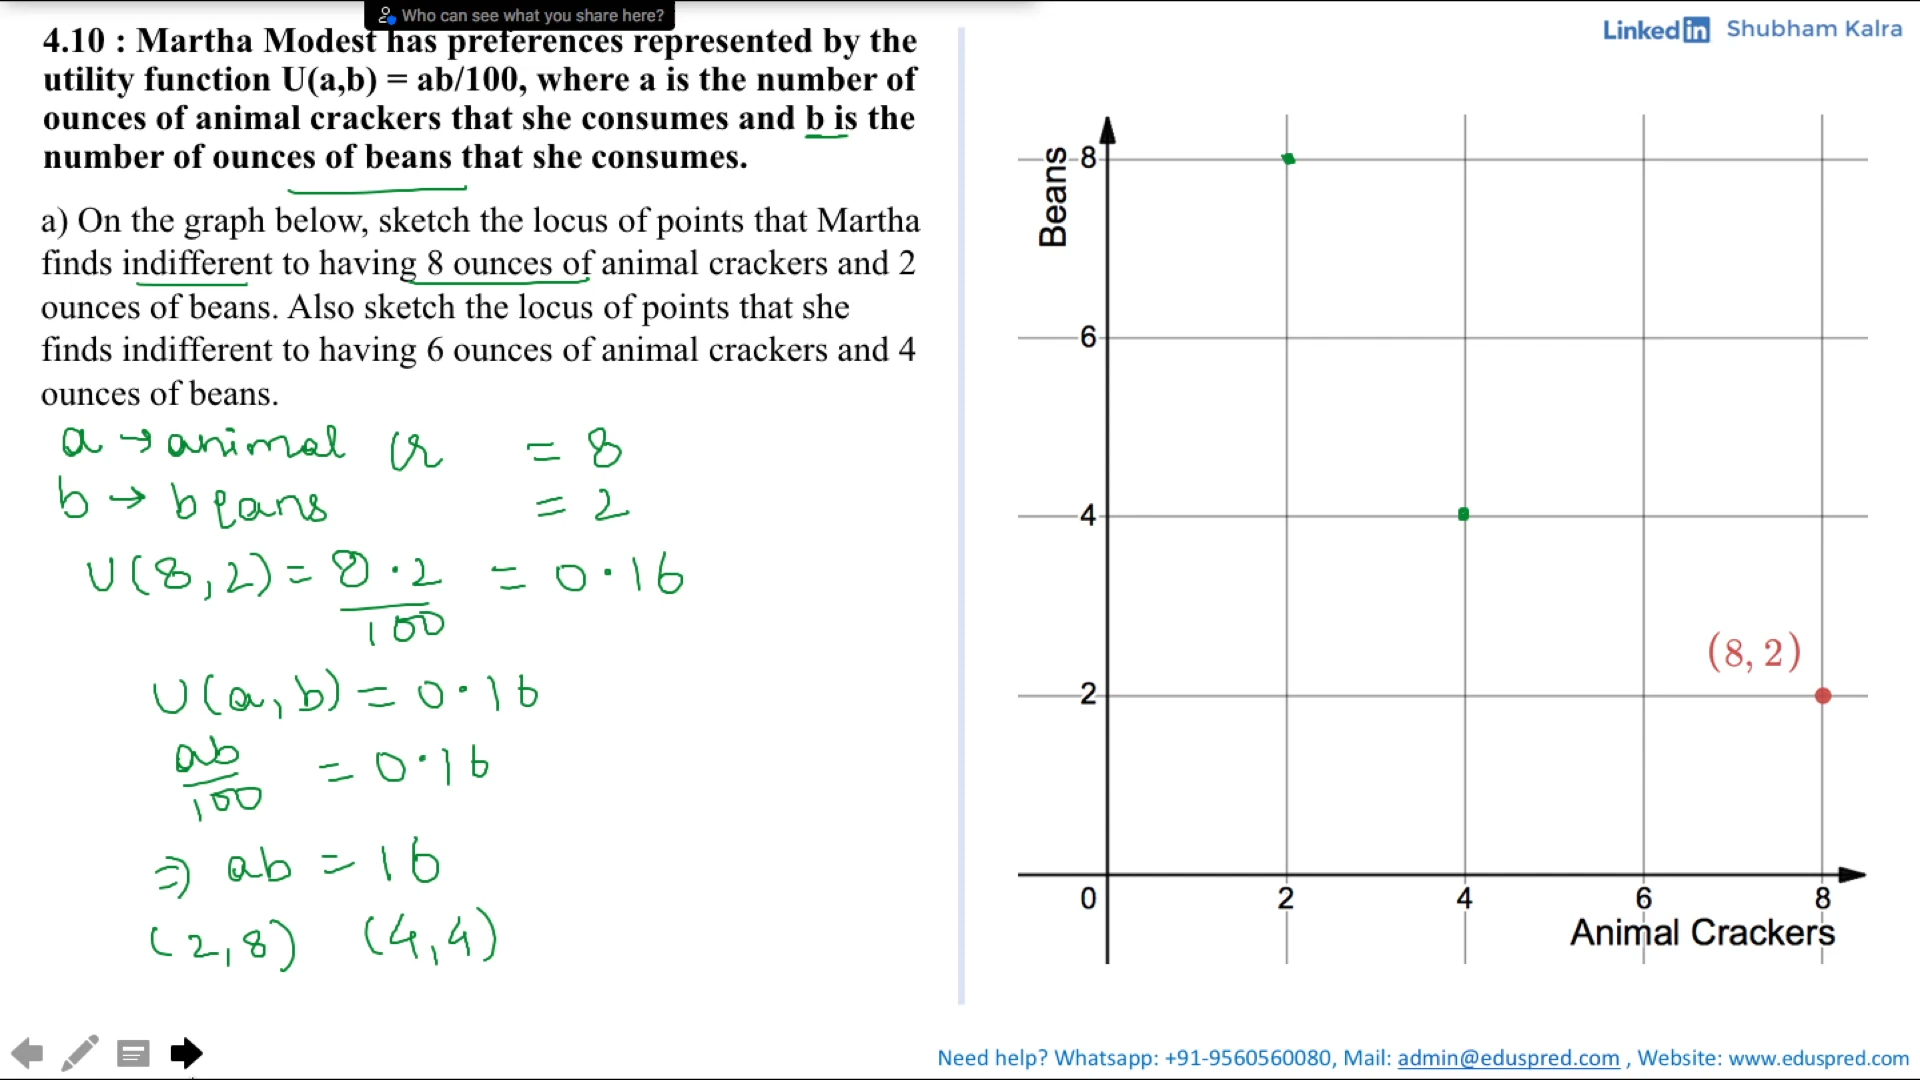 Who can see what you share here?
4.10 : Martha Modest has preferences represented by the
utility function U(a,b) = ab/100, where a is the number of
ounces of animal crackers that she consumes and b is the
number of ounces of beans that she consumes.
a) On the graph below, sketch the locus of points that Martha
finds indifferent to having 8 ounces of animal crackers and 2
ounces of beans. Also sketch the locus of points that she
finds indifferent to having 6 ounces of animal crackers and 4
ounces of beans.
a → animal cr = 8
b → beans = 2
U(8,2) = 8·2 = 0·16
100
U(a,b) = 0·16
ab = 0·16
100
⇒ ab = 16
(2,8) (4,4)
Linked in Shubham Kalra
Beans
8
6
4
(8, 2)
2
0 2 4 6 8
Animal Crackers
Need help? Whatsapp: +91-9560560080, Mail: admin@eduspred.com , Website: www.eduspred.com